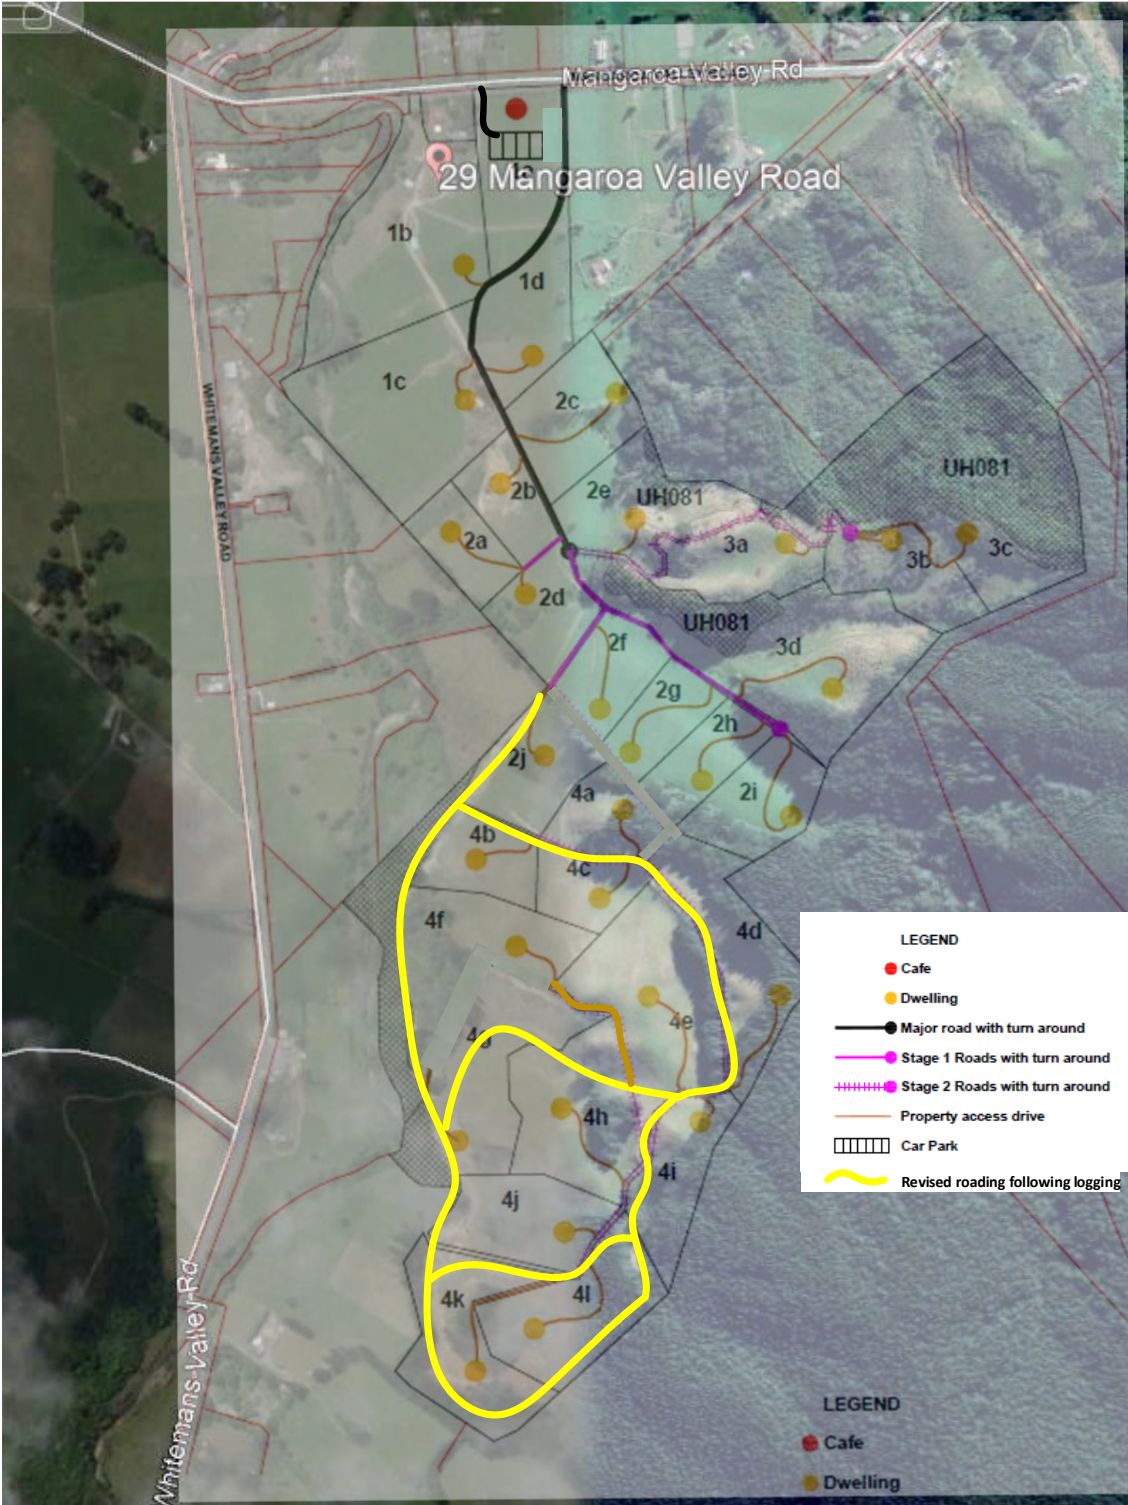 Mangaroa Valley Rd
29 Mangaroa Valley Road
1b
1d
1c
2c
2b
2e
UH081
UH081
2a
3a
3b
3c
2d
UH081
2f
3d
2g
2h
2j
2i
4a
4b
4c
4f
4d
4e
4g
4h
4i
4j
4k
4l
WHITEMANS VALLEY ROAD
Whitemans Valley Rd
LEGEND
Cafe
Dwelling
Major road with turn around
Stage 1 Roads with turn around
Stage 2 Roads with turn around
Property access drive
Car Park
Revised roading following logging
LEGEND
Cafe
Dwelling